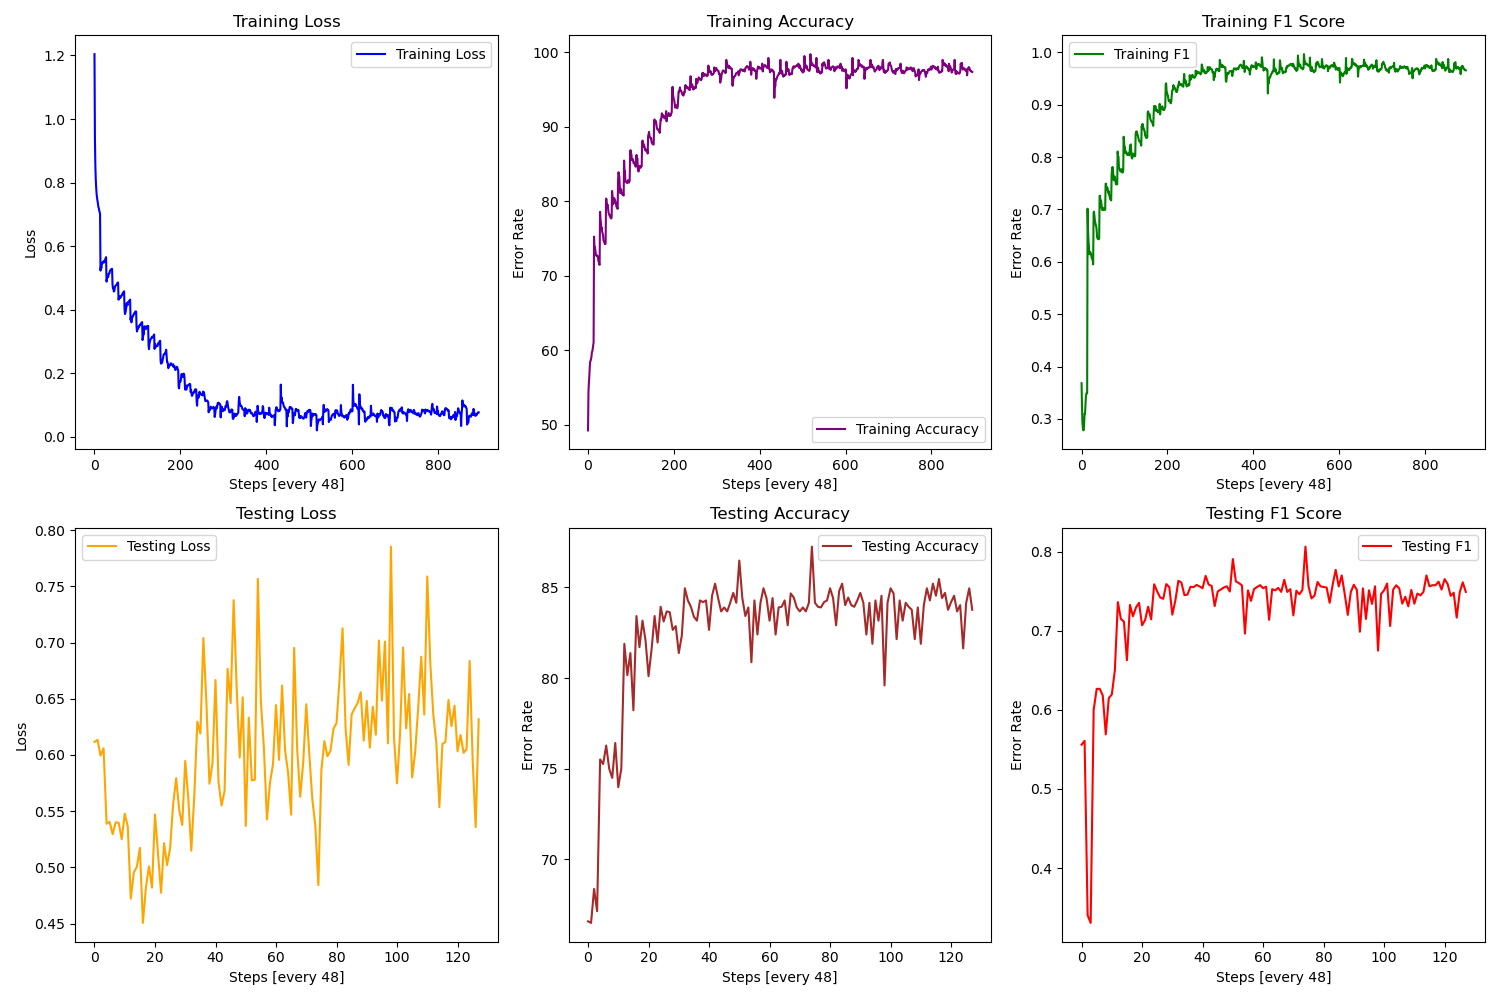 Training Loss
Training Accuracy
Training F1 Score
Training Loss
Training Accuracy
Training F1
Loss
Error Rate
Error Rate
1.2
1.0
0.8
0.6
0.4
0.2
0.0
100
90
80
70
60
50
1.0
0.9
0.8
0.7
0.6
0.5
0.4
0.3
0 200 400 600 800
0 200 400 600 800
0 200 400 600 800
Steps [every 48]
Steps [every 48]
Steps [every 48]
Testing Loss
Testing Accuracy
Testing F1 Score
Testing Loss
Testing Accuracy
Testing F1
Loss
Error Rate
Error Rate
0.80
0.75
0.70
0.65
0.60
0.55
0.50
0.45
85
80
75
70
0.8
0.7
0.6
0.5
0.4
0 20 40 60 80 100 120
0 20 40 60 80 100 120
0 20 40 60 80 100 120
Steps [every 48]
Steps [every 48]
Steps [every 48]